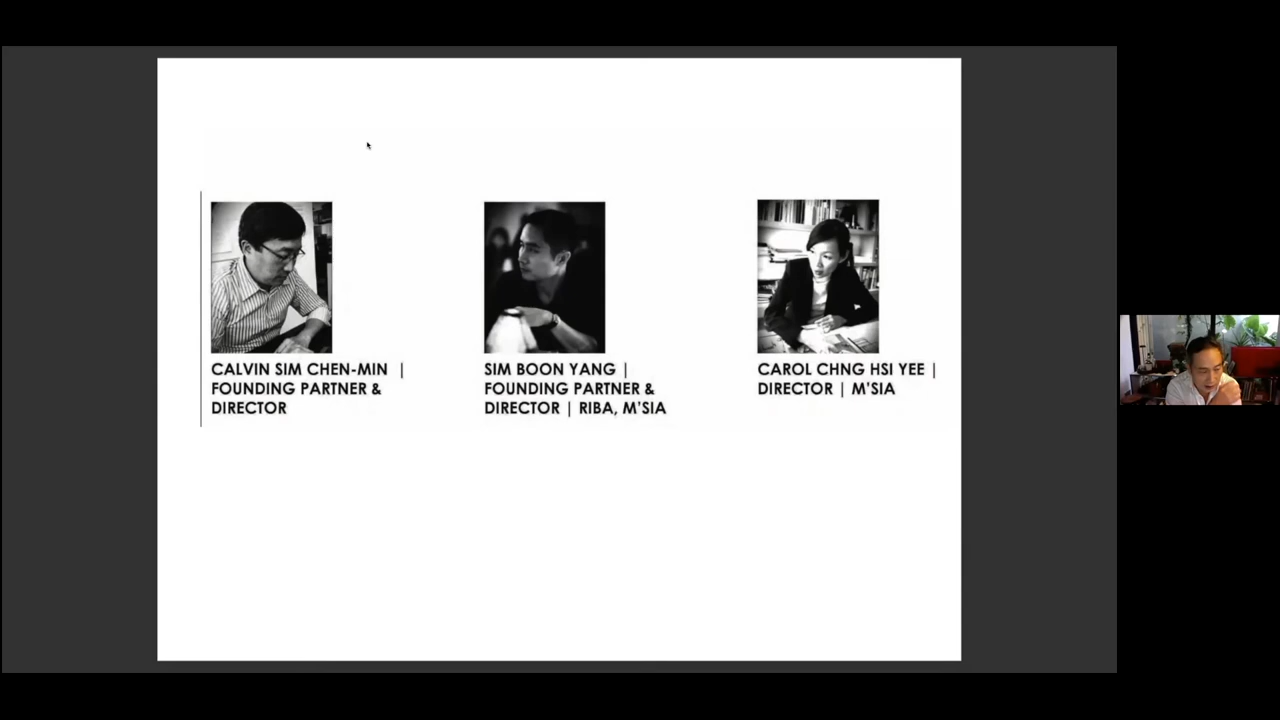 CALVIN SIM CHEN-MIN |
FOUNDING PARTNER &
DIRECTOR
SIM BOON YANG |
FOUNDING PARTNER &
DIRECTOR | RIBA, M'SIA
CAROL CHNG HSI YEE |
DIRECTOR | M'SIA